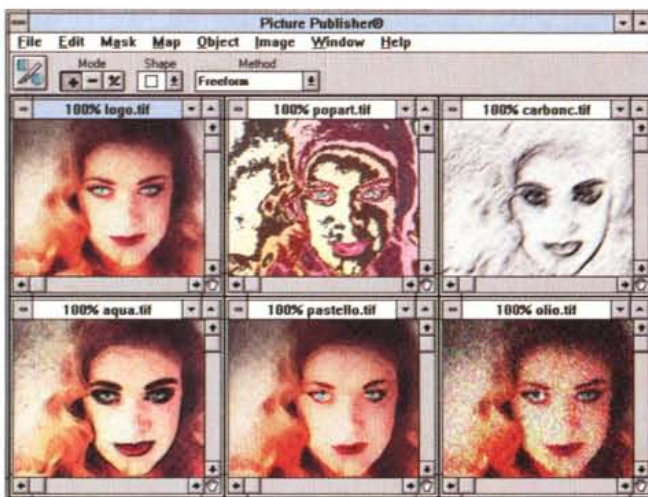 Picture Publisher®
File Edit Mask Map Object Image Window Help
Mode Shape Method
Freeform
100% logo.tif 100% popart.tif 100% carbonc.tif
100% aqua.tif 100% pastello.tif 100% olio.tif